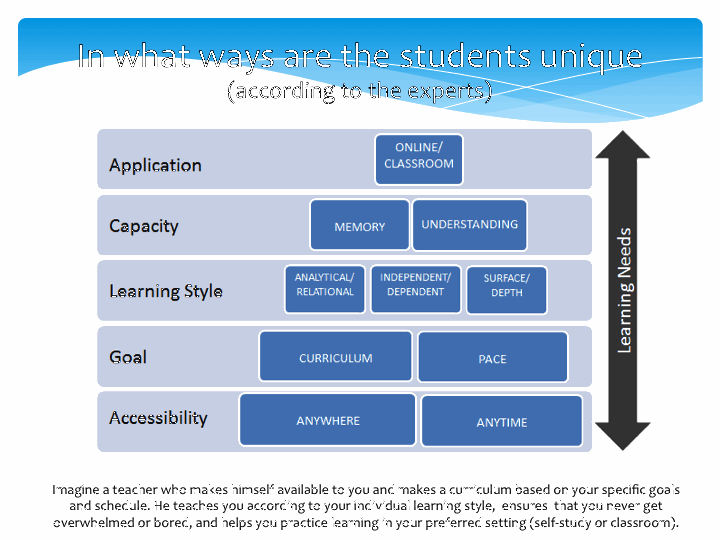 In what ways are the students unique
(according to the experts)
Application
ONLINE/
CLASSROOM
Capacity
MEMORY
UNDERSTANDING
Learning Style
ANALYTICAL/
RELATIONAL
INDEPENDENT/
DEPENDENT
SURFACE/
DEPTH
Goal
CURRICULUM
PACE
Accessibility
ANYWHERE
ANYTIME
Learning Needs
Imagine a teacher who makes himself available to you and makes a curriculum based on your specific goals
and schedule. He teaches you according to your individual learning style, ensures that you never get
overwhelmed or bored, and helps you practice learning in your preferred setting (self-study or classroom).